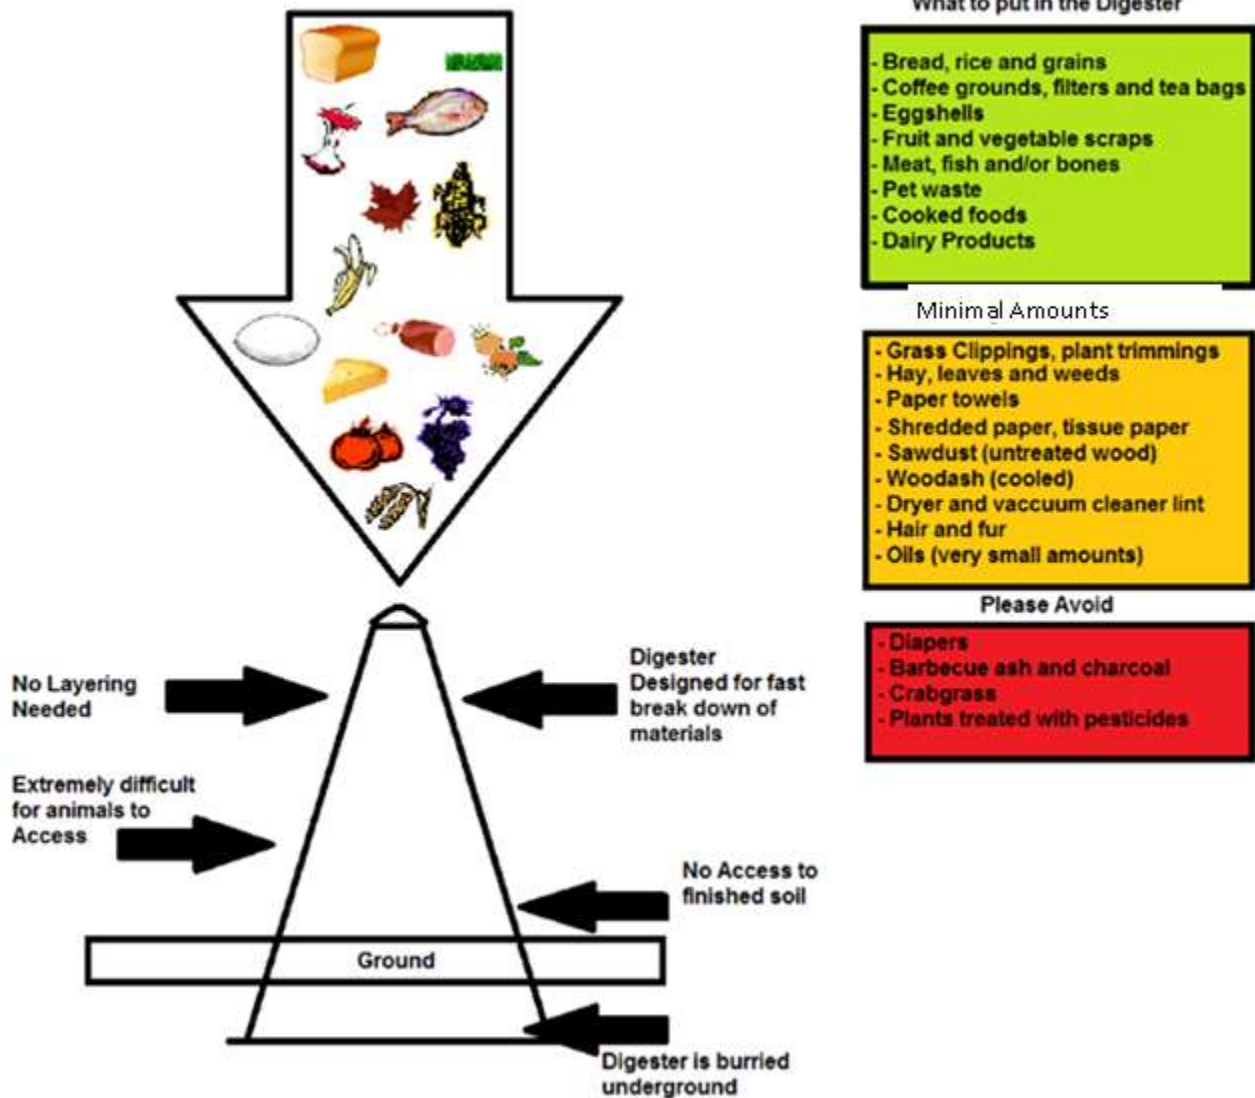 What to put in the Digester
- Bread, rice and grains
- Coffee grounds, filters and tea bags
- Eggshells
- Fruit and vegetable scraps
- Meat, fish and/or bones
- Pet waste
- Cooked foods
- Dairy Products
Minimal Amounts
- Grass Clippings, plant trimmings
- Hay, leaves and weeds
- Paper towels
- Shredded paper, tissue paper
- Sawdust (untreated wood)
- Woodash (cooled)
- Dryer and vaccuum cleaner lint
- Hair and fur
- Oils (very small amounts)
Please Avoid
- Diapers
- Barbecue ash and charcoal
- Crabgrass
- Plants treated with pesticides
No Layering
Needed
Digester
Designed for fast
break down of
materials
Extremely difficult
for animals to
Access
No Access to
finished soil
Ground
Digester is burried
underground